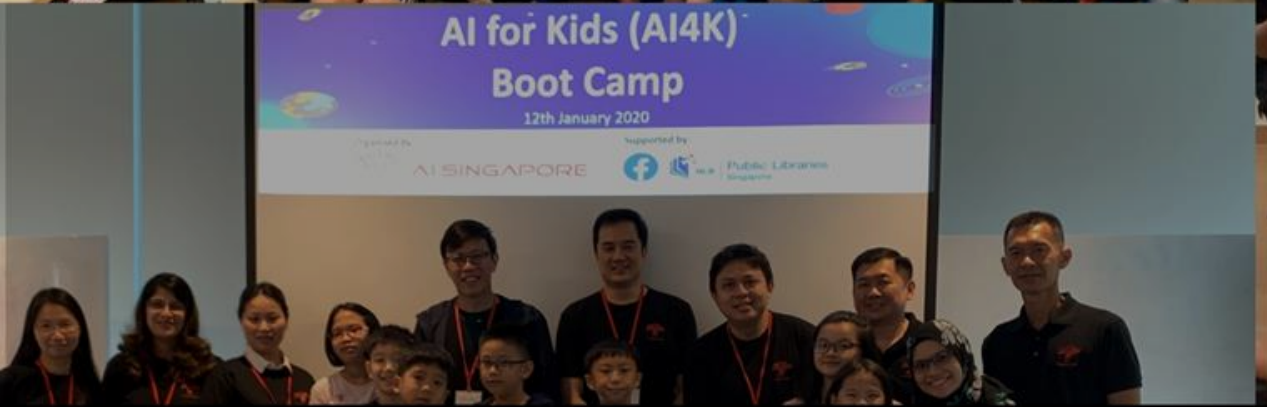 AI for Kids (AI4K)
Boot Camp
12th January 2020
Supported by:
AI SINGAPORE
Public Libraries
Singapore